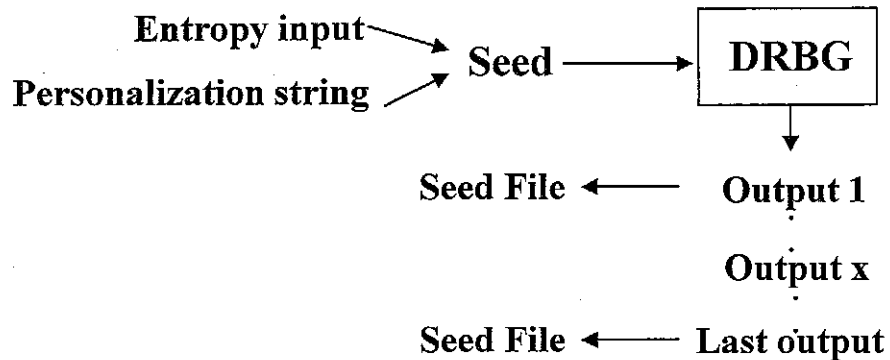 Entropy input
Personalization string
Seed
DRBG
Seed File
Output 1
Output x
Seed File
Last output